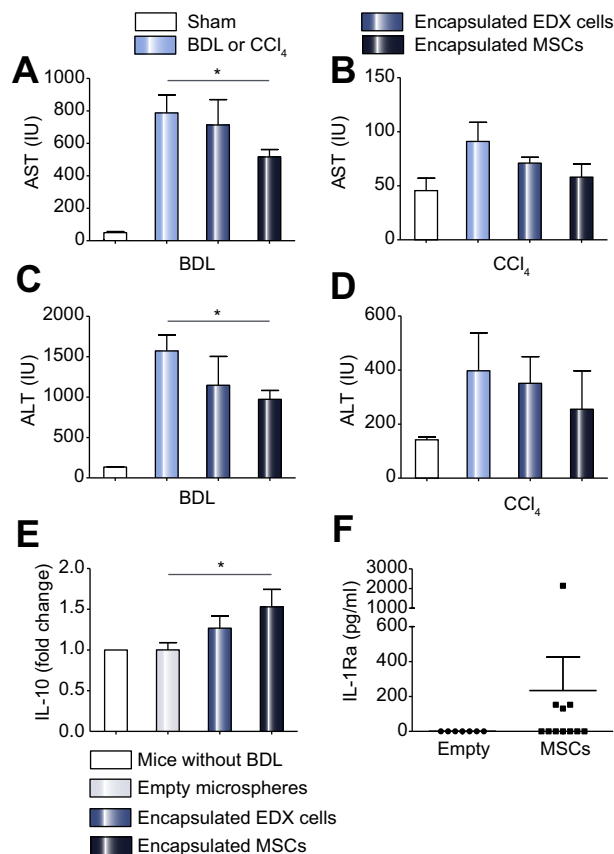 Sham
BDL or CCl₄
Encapsulated EDX cells
Encapsulated MSCs
A
AST (IU)
1000
800
600
400
200
0
*
BDL
B
AST (IU)
150
100
50
0
CCl₄
C
ALT (IU)
2000
1500
1000
500
0
*
BDL
D
ALT (IU)
600
400
200
0
CCl₄
E
IL-10 (fold change)
2.0
1.5
1.0
0.5
0.0
*
Mice without BDL
Empty microspheres
Encapsulated EDX cells
Encapsulated MSCs
F
IL-1Ra (pg/ml)
3000
2000
1000
600
400
200
0
Empty
MSCs